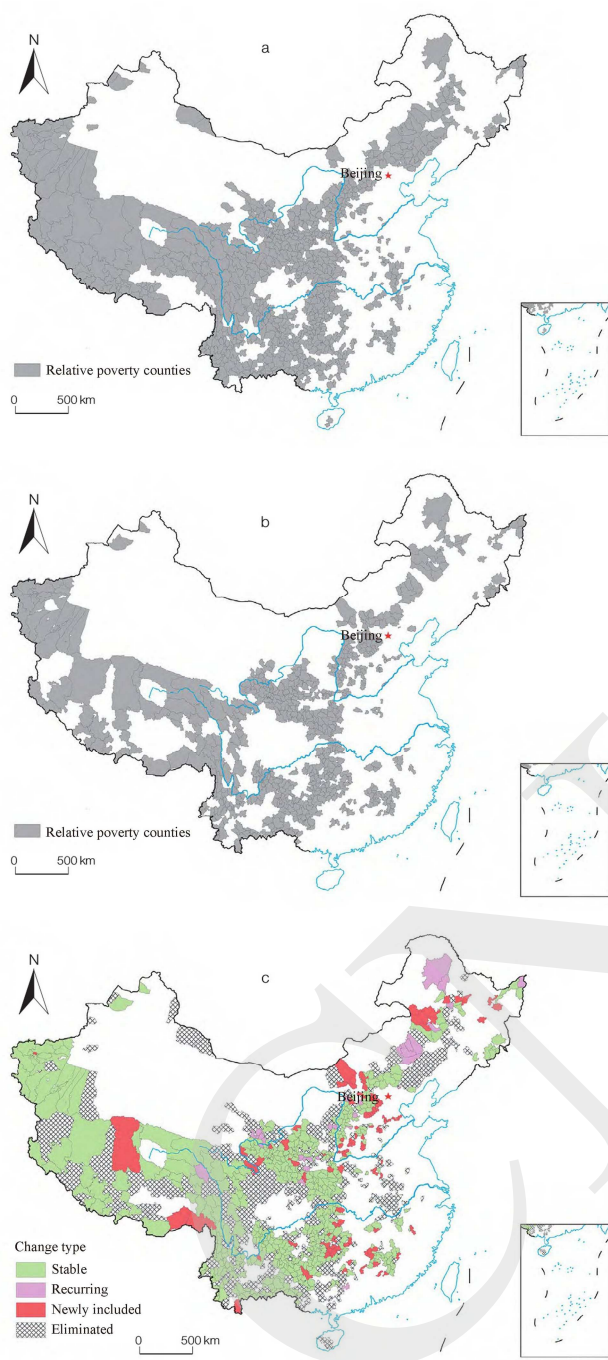 N
a
Beijing
Relative poverty counties
0 500 km
N
b
Beijing
Relative poverty counties
0 500 km
N
c
Beijing
Change type
Stable
Recurring
Newly included
Eliminated
0 500 km